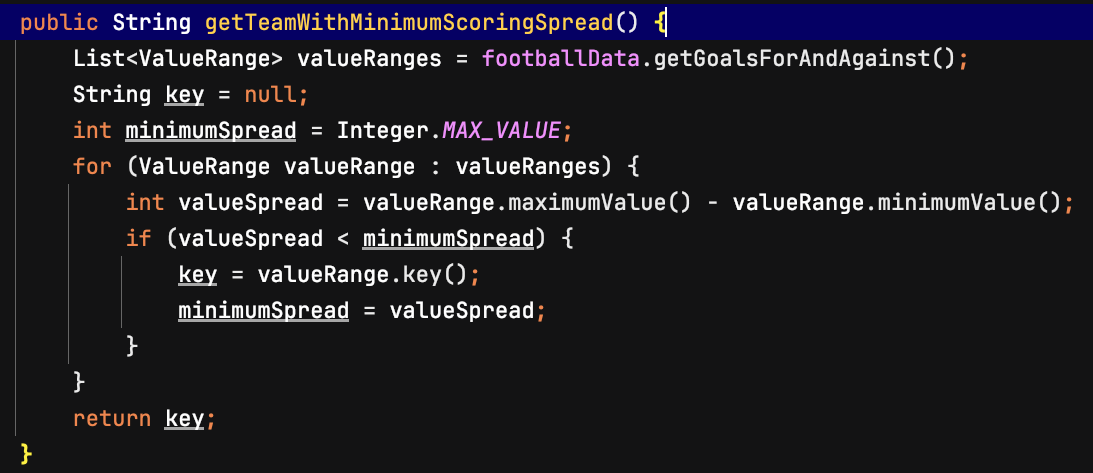 public String getTeamWithMinimumScoringSpread() {
    List<ValueRange> valueRanges = footballData.getGoalsForAndAgainst();
    String key = null;
    int minimumSpread = Integer.MAX_VALUE;
    for (ValueRange valueRange : valueRanges) {
        int valueSpread = valueRange.maximumValue() - valueRange.minimumValue();
        if (valueSpread < minimumSpread) {
            key = valueRange.key();
            minimumSpread = valueSpread;
        }
    }
    return key;
}